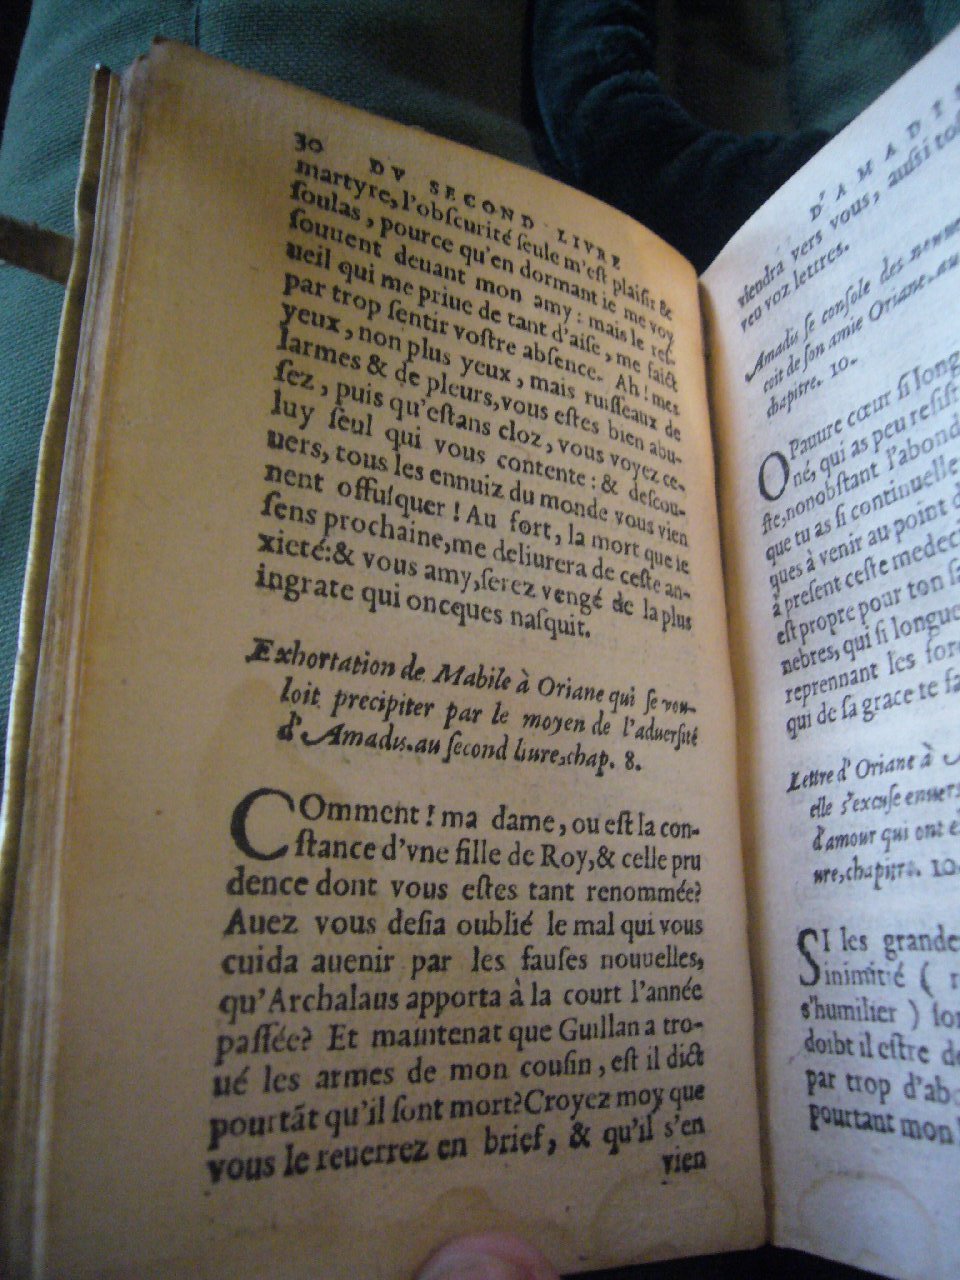 30 DV SECOND LIVRE
martyre, l'obſcurité ſeule m'eſt plaiſir &
ſoulas, pource qu'en dormant ie me voy
ſouuent deuant mon amy: mais le reſ-
ueil qui me priue de tant d'aiſe, me faict
par trop ſentir voſtre abſence. Ah! mes
yeux, non plus yeux, mais ruiſſeaux de
larmes & de pleurs, vous eſtes bien abu-
ſez, puis qu'eſtans cloz, vous voyez ce-
luy ſeul qui vous contente: & deſcou-
uers, tous les ennuiz du monde vous vien
nent offuſquer! Au fort, la mort que ie
ſens prochaine, me deliurera de ceſte an-
xieté: & vous amy, ſerez vengé de la plus
ingrate qui oncques naſquit.
Exhortation de Mabile à Oriane qui ſe vou-
loit precipiter par le moyen de l'aduerſité
d'Amadis. au ſecond liure, chap. 8.
COmment! ma dame, ou eſt la con-
ſtance d'vne fille de Roy, & celle pru
dence dont vous eſtes tant renommée?
Auez vous deſia oublié le mal qui vous
cuida auenir par les fauſes nouuelles,
qu'Archalaus apporta à la court l'année
paſſée? Et maintenāt que Guillan a tro-
ué les armes de mon couſin, eſt il dict
pourtāt qu'il ſont mort? Croyez moy que
vous le reuerrez en brief, & qu'il s'en
vien
D'AMADIS
viendra vers vous, auſſi toſt
veu voz lettres.
Amadis ſe conſole des
çoit de ſon amie Oriane. au
chapitre. 10.
O Pauure cœur ſi long
né, qui as peu reſiſt
ſte, nonobſtant l'abond
que tu as ſi continuelle
ques à venir au point d
à preſent ceſte medeci
eſt propre pour ton ſa
nebres, qui ſi longue
reprennant les for
qui de ſa grace te fa
Lettre d'Oriane à
elle s'excuſe enuers
d'amour qui ont e
ure, chapitre. 10
SI les grande
inimitié ( r
s'humilier ) ſon
doibt il eſtre de
par trop d'abo
pourtant mon